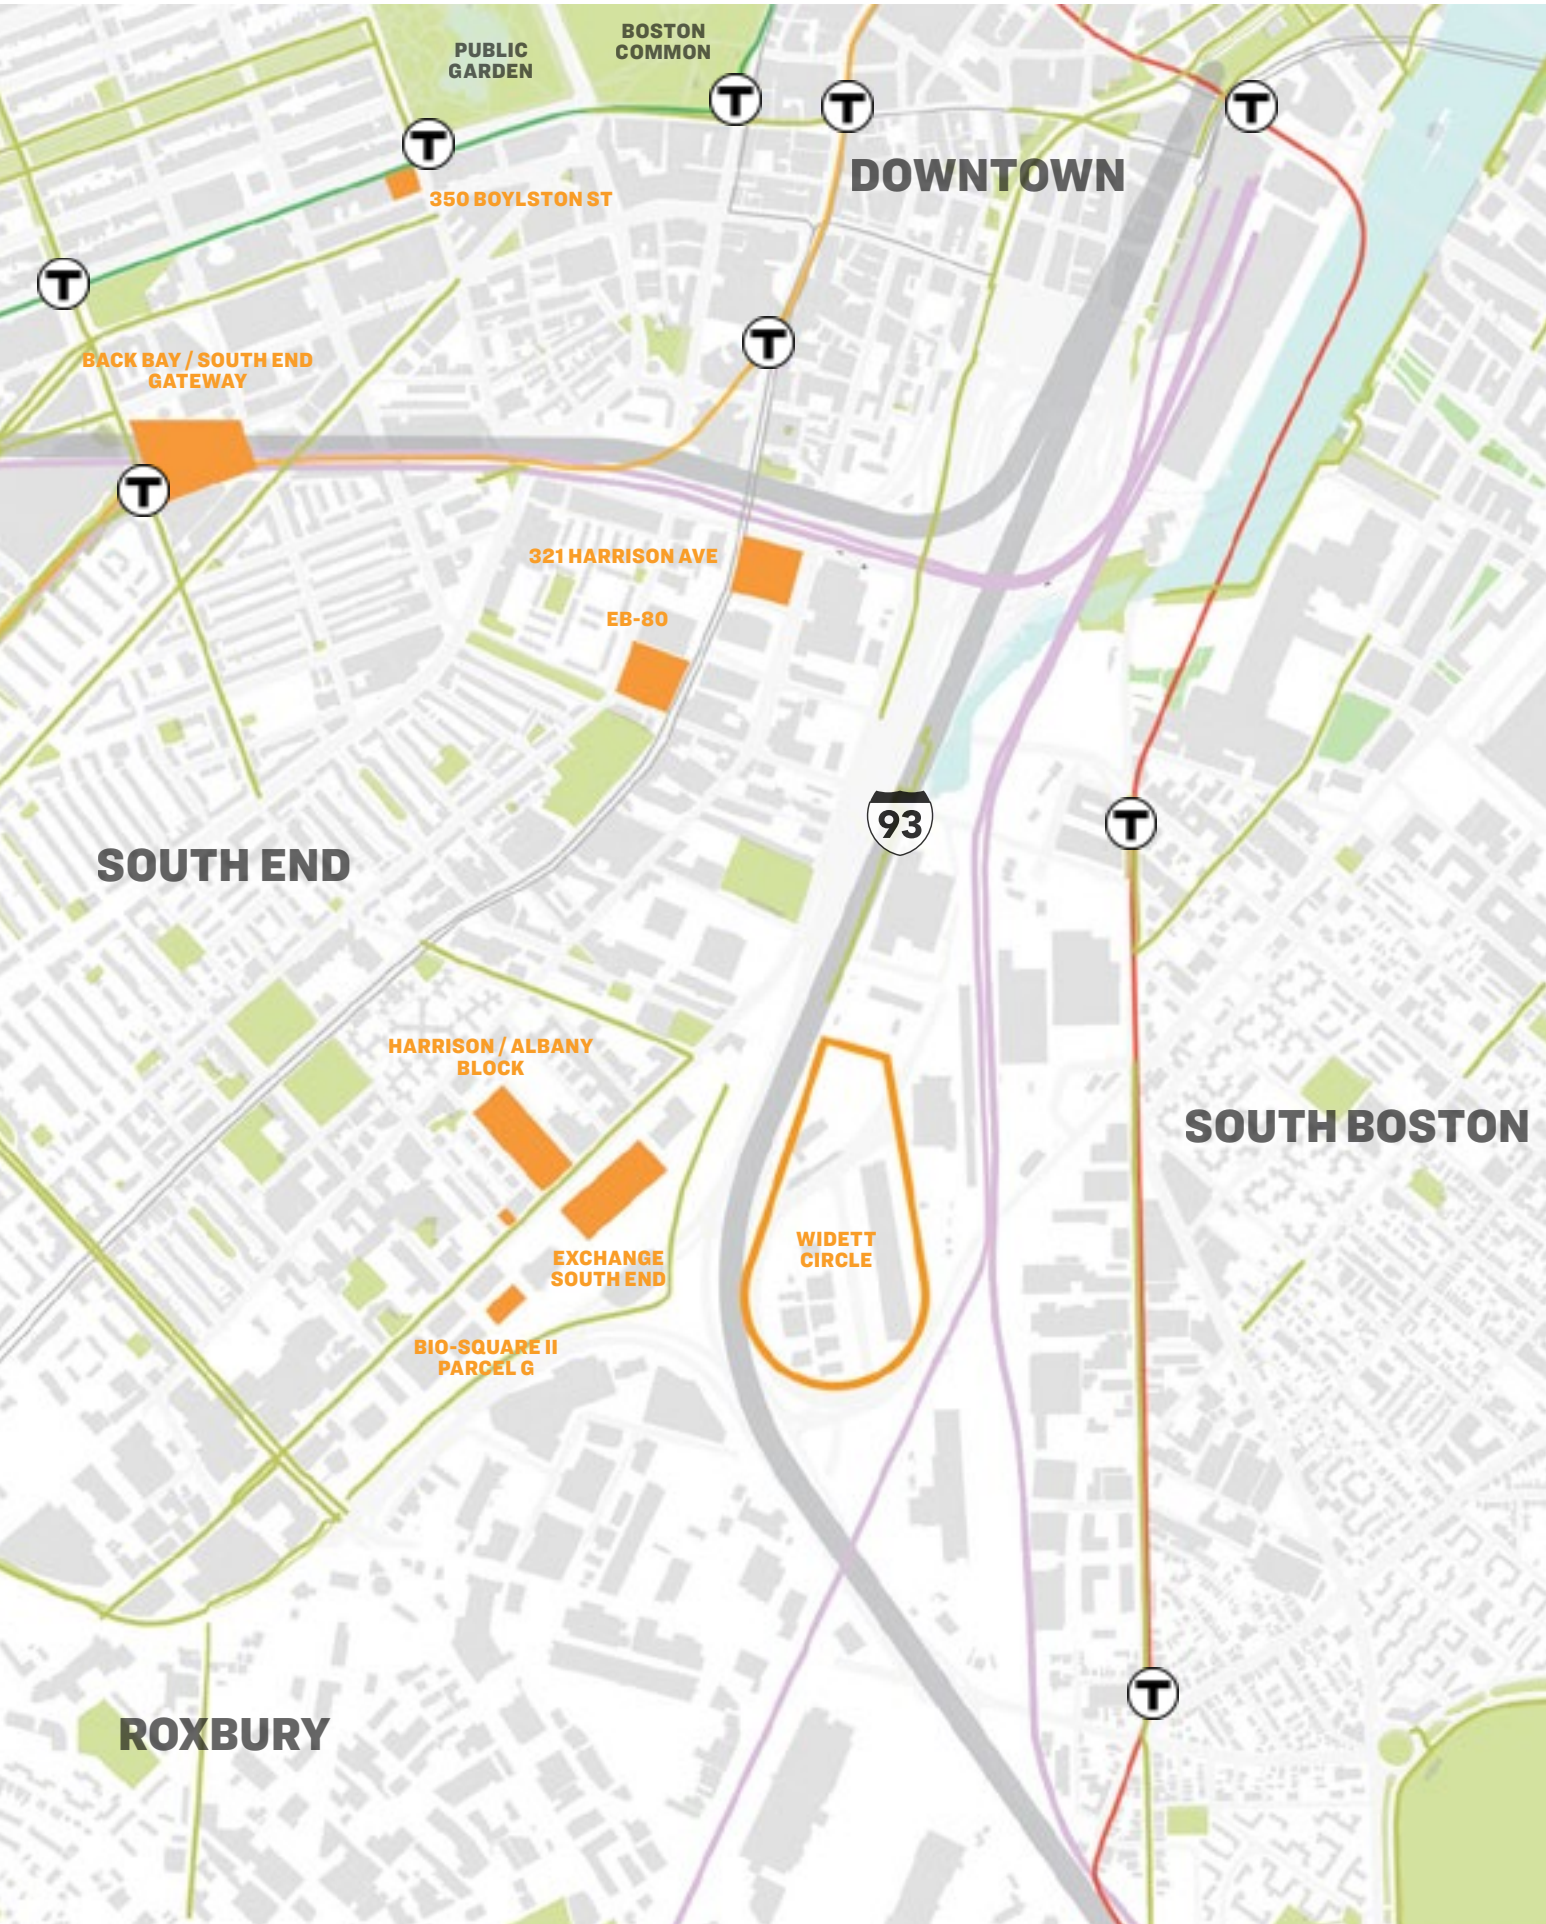 BOSTON
COMMON
PUBLIC
GARDEN
T
T
T
T
DOWNTOWN
350 BOYLSTON ST
T
T
BACK BAY / SOUTH END
GATEWAY
T
321 HARRISON AVE
EB-80
93
T
SOUTH END
HARRISON / ALBANY
BLOCK
SOUTH BOSTON
WIDETT
CIRCLE
EXCHANGE
SOUTH END
BIO-SQUARE II
PARCEL G
T
ROXBURY